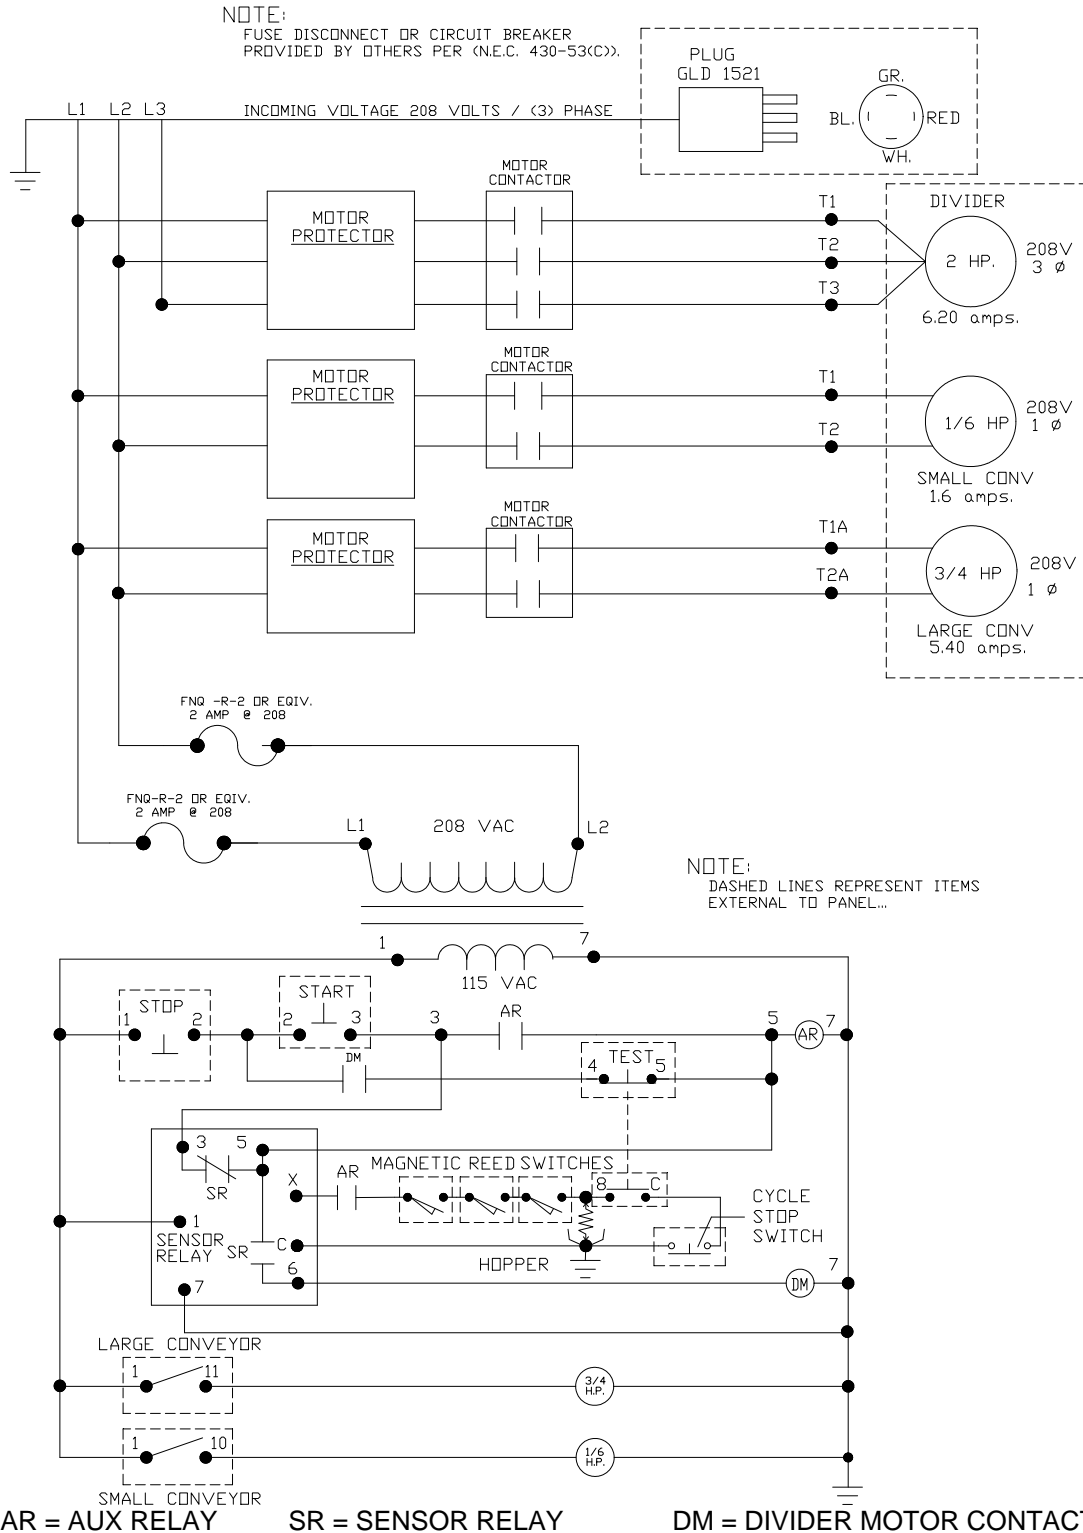 NOTE:
FUSE DISCONNECT OR CIRCUIT BREAKER
PROVIDED BY OTHERS PER (N.E.C. 430-53(C)).
PLUG
GLD 1521
GR.
BL.
RED
WH.
L1 L2 L3
INCOMING VOLTAGE 208 VOLTS / (3) PHASE
MOTOR
CONTACTOR
MOTOR
PROTECTOR
T1
T2
T3
DIVIDER
2 HP.
208V
3 ø
6.20 amps.
MOTOR
CONTACTOR
MOTOR
PROTECTOR
T1
T2
1/6 HP
208V
1 ø
SMALL CONV
1.6 amps.
MOTOR
CONTACTOR
MOTOR
PROTECTOR
T1A
T2A
3/4 HP
208V
1 ø
LARGE CONV
5.40 amps.
FNQ -R-2 OR EQIV.
2 AMP @ 208
FNQ-R-2 OR EQIV.
2 AMP @ 208
L1
208 VAC
L2
NOTE:
DASHED LINES REPRESENT ITEMS
EXTERNAL TO PANEL...
1
7
115 VAC
STOP
1
2
START
2
3
3
AR
5
AR
7
DM
TEST
4
5
3
5
SR
X
AR
MAGNETIC REED SWITCHES
8
C
CYCLE
STOP
SWITCH
1
SENSOR
RELAY
SR
C
HOPPER
6
7
DM
7
LARGE CONVEYOR
1
11
3/4
H.P.
1
10
1/6
H.P.
SMALL CONVEYOR
AR = AUX RELAY
SR = SENSOR RELAY
DM = DIVIDER MOTOR CONTACT